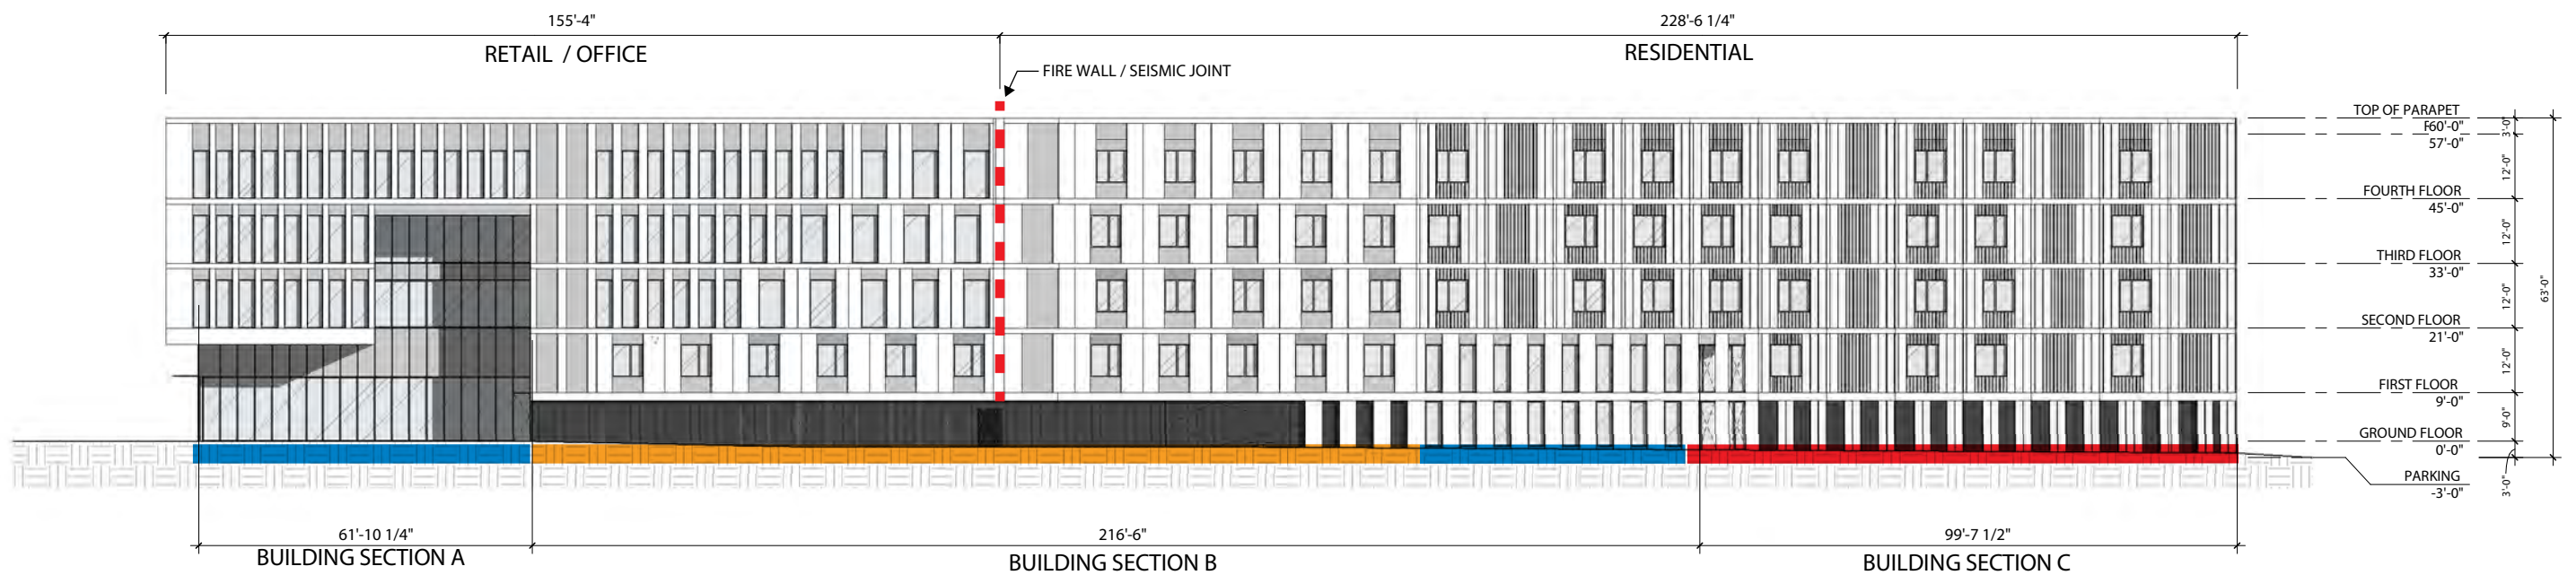 155'-4"
228'-6 1/4"
RETAIL / OFFICE
RESIDENTIAL
FIRE WALL / SEISMIC JOINT
TOP OF PARAPET
60'-0"
57'-0"
FOURTH FLOOR
45'-0"
THIRD FLOOR
33'-0"
SECOND FLOOR
21'-0"
FIRST FLOOR
9'-0"
GROUND FLOOR
0'-0"
PARKING
-3'-0"
3'-0"
12'-0"
12'-0"
12'-0"
12'-0"
9'-0"
3'-0"
63'-0"
61'-10 1/4"
216'-6"
99'-7 1/2"
BUILDING SECTION A
BUILDING SECTION B
BUILDING SECTION C